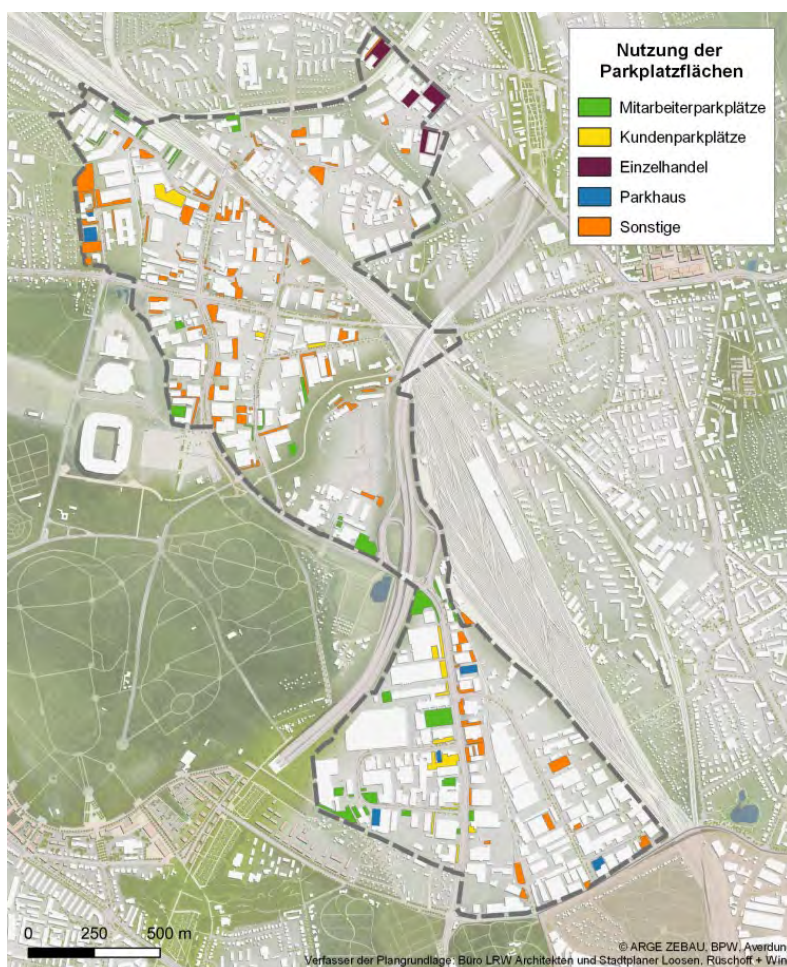 Nutzung der
Parkplatzflächen
Mitarbeiterparkplätze
Kundenparkplätze
Einzelhandel
Parkhaus
Sonstige
0 250 500 m
© ARGE ZEBAU, BPW, Averdun
Verfasser der Plangrundlage: Büro LRW Architekten und Stadtplaner Loosen, Rüschoff + Win